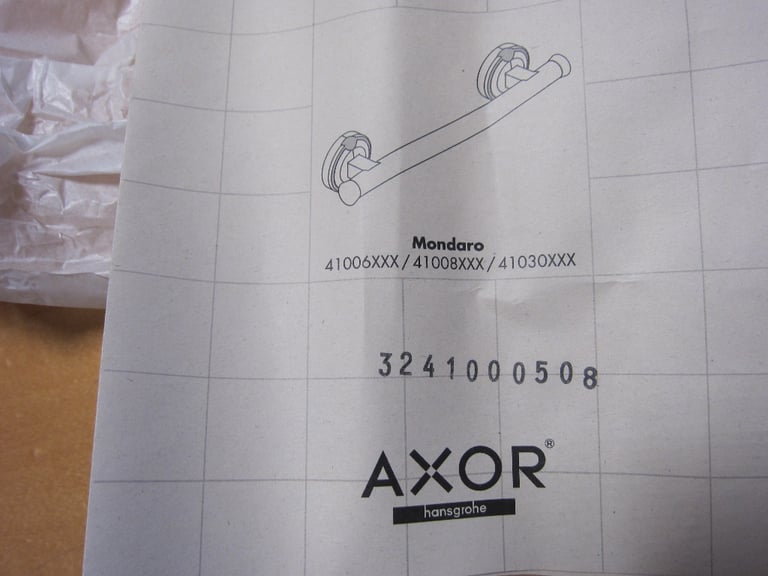 Mondaro
41006XXX / 41008XXX / 41030XXX
3241000508
AXOR®
hansgrohe